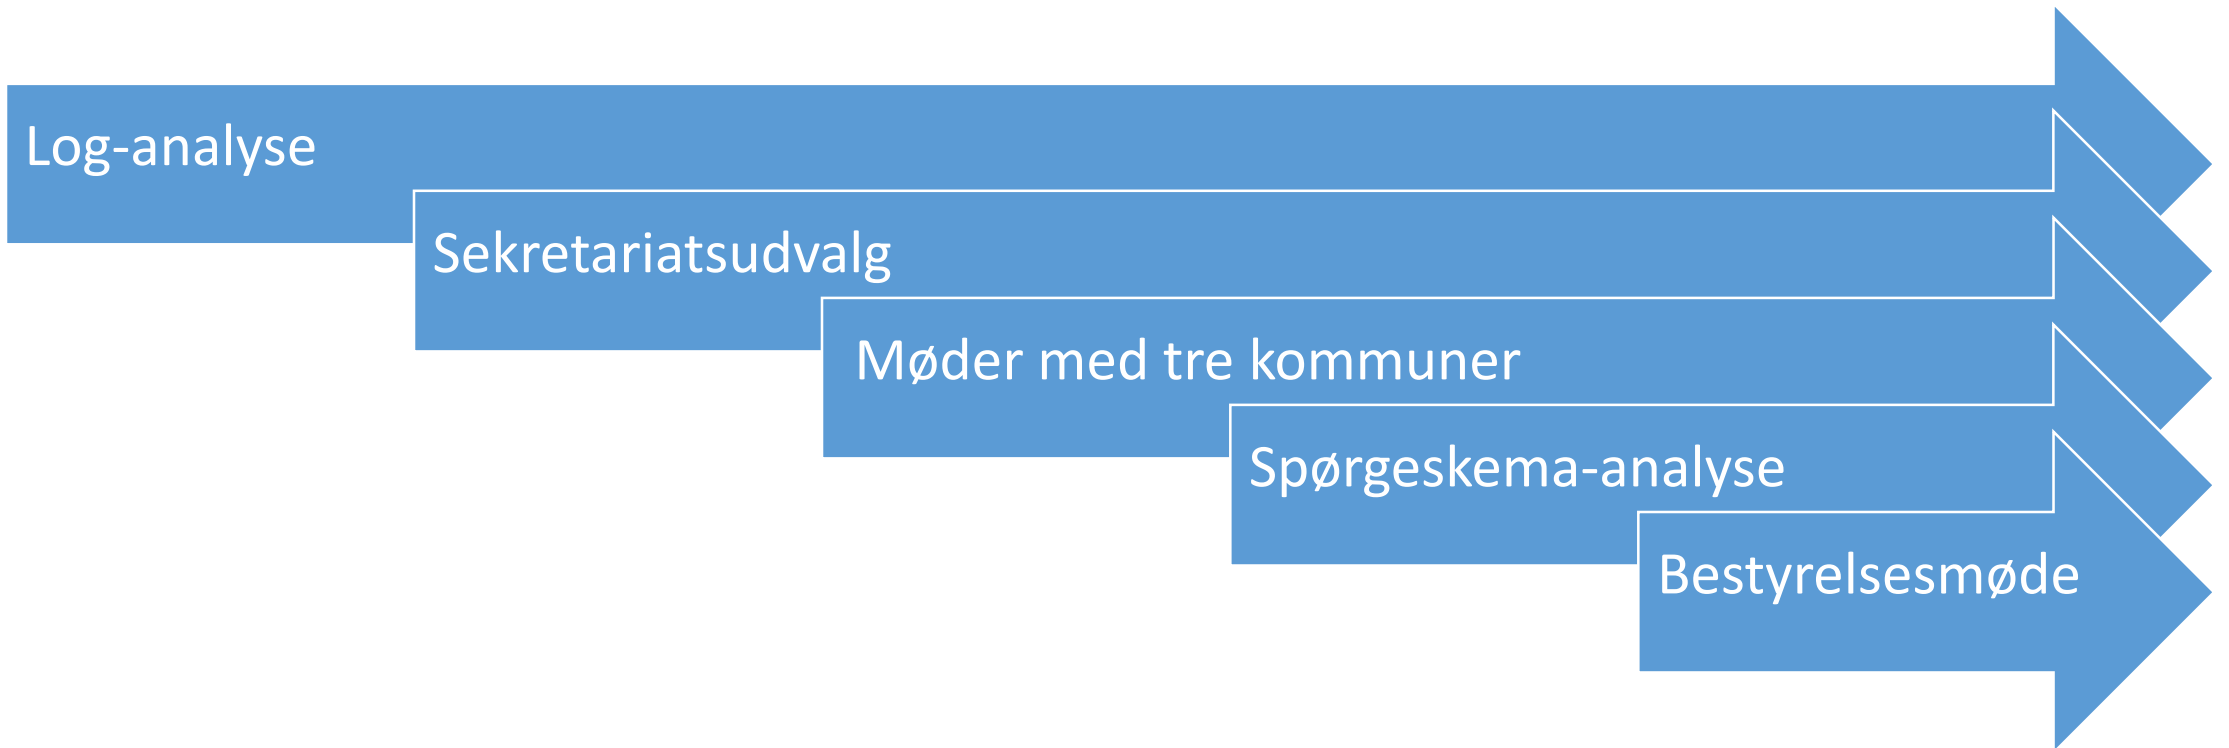 Log-analyse
Sekretariatsudvalg
Møder med tre kommuner
Spørgeskema-analyse
Bestyrelsesmøde